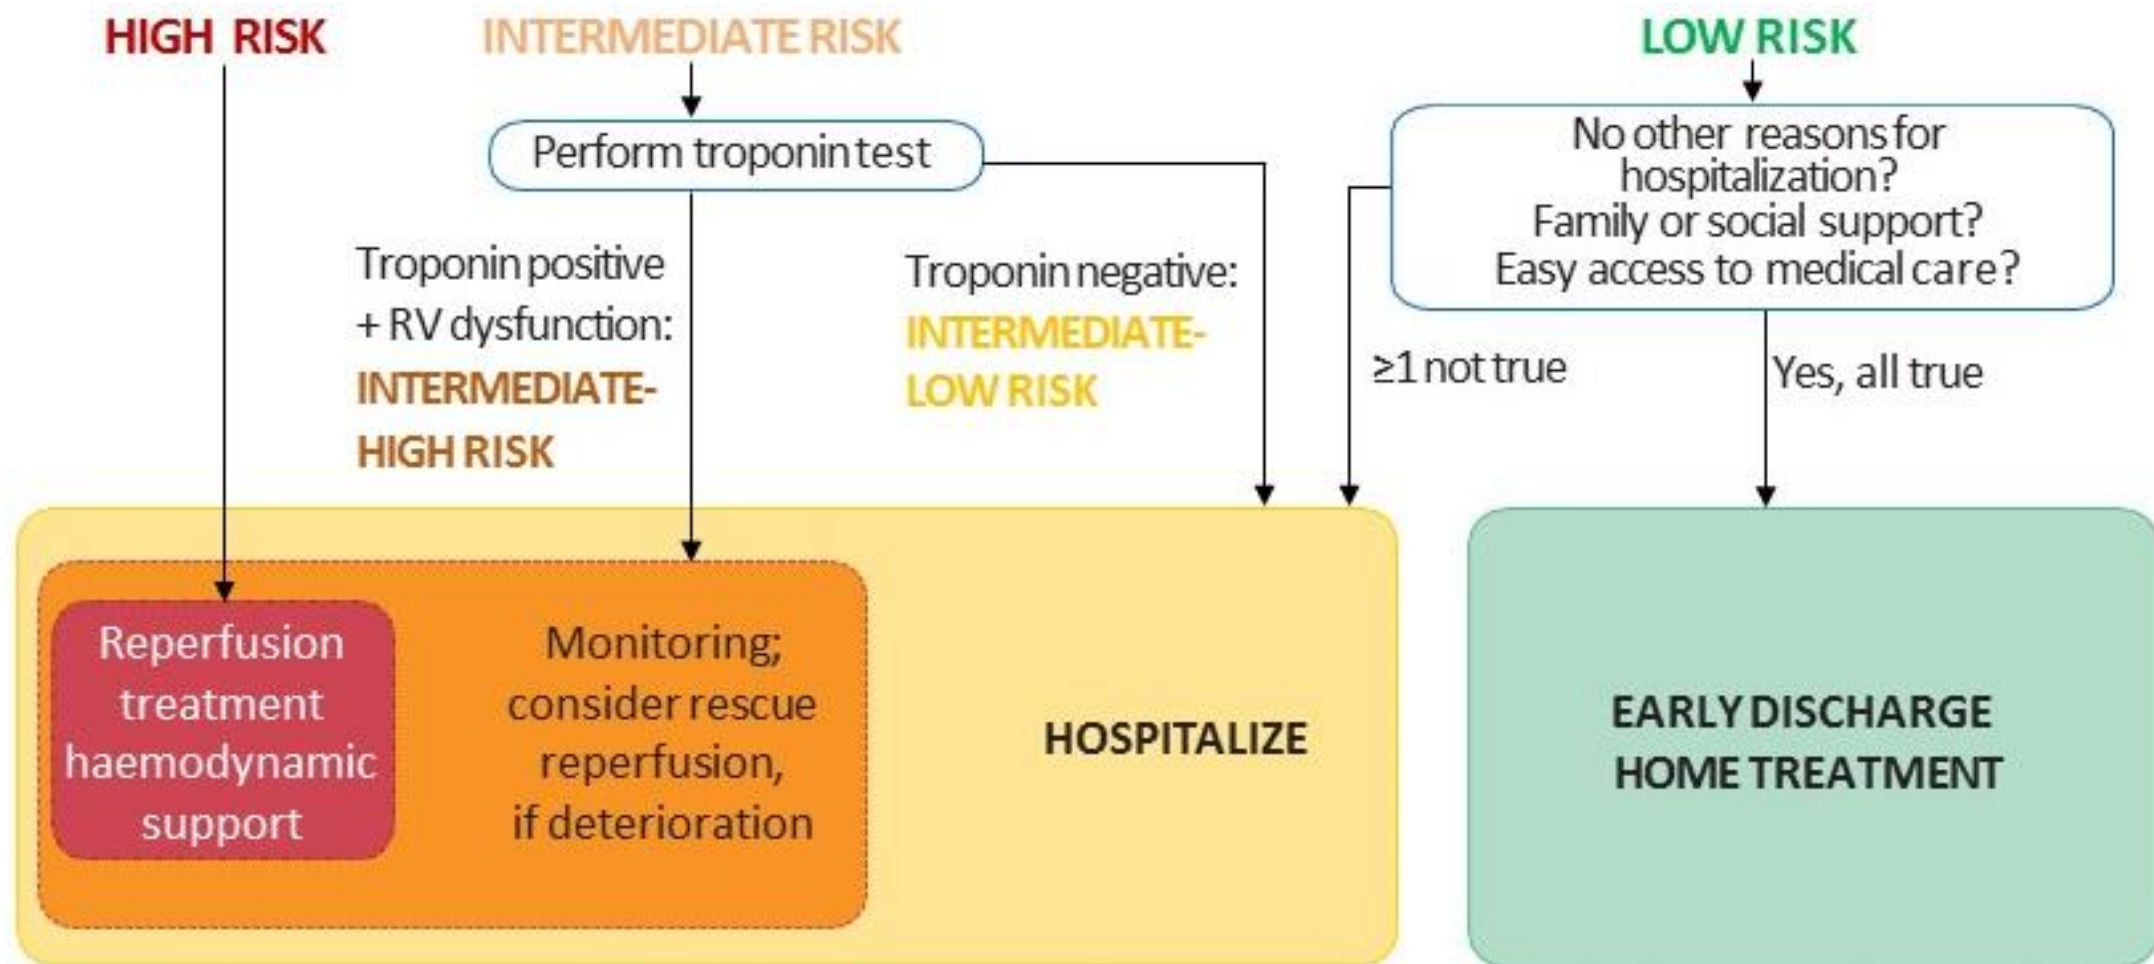 HIGH RISK
INTERMEDIATE RISK
LOW RISK
Perform troponin test
No other reasons for
hospitalization?
Family or social support?
Easy access to medical care?
Troponin positive
+ RV dysfunction:
INTERMEDIATE-
HIGH RISK
Troponin negative:
INTERMEDIATE-
LOW RISK
≥1 not true
Yes, all true
Reperfusion
treatment
haemodynamic
support
Monitoring;
consider rescue
reperfusion,
if deterioration
HOSPITALIZE
EARLY DISCHARGE
HOME TREATMENT